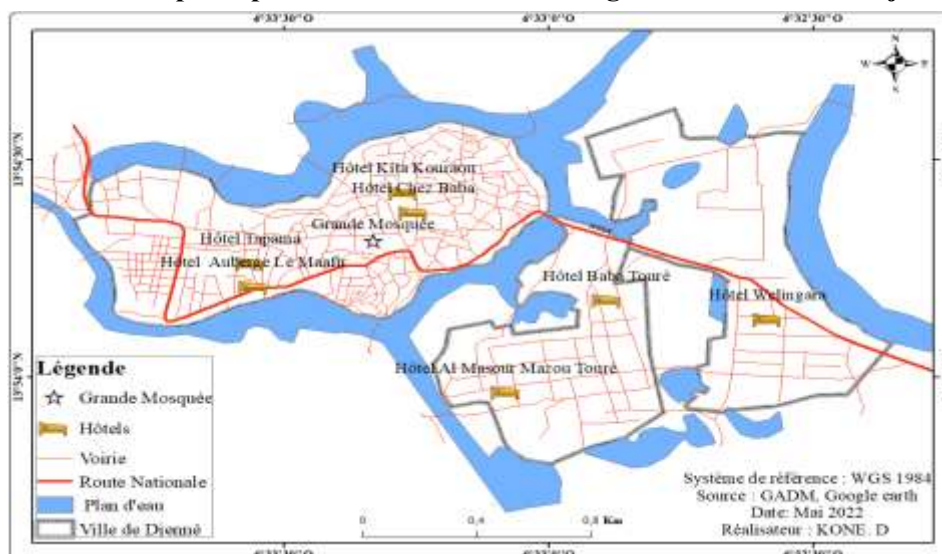 4°33'30" O
4°33'0" O
4°32'30" O
N
W
13°54'30"N
13°54'0"N
Hôtel Kita Kouraou
Hôtel Chez Baba
Grande Mosquée
Hôtel Tapama
Hôtel Auberge Le Maafir
Hôtel Baba Touré
Hôtel Welingara
Hôtel Al Masour Mazou Touré
Légende
Grande Mosquée
Hôtels
Voirie
Route Nationale
Plan d'eau
Ville de Dienné
0 0,4 0,8 Km
Système de référence : WGS 1984
Source : GADM, Google earth
Date: Mai 2022
Réalisateur : KONE. D